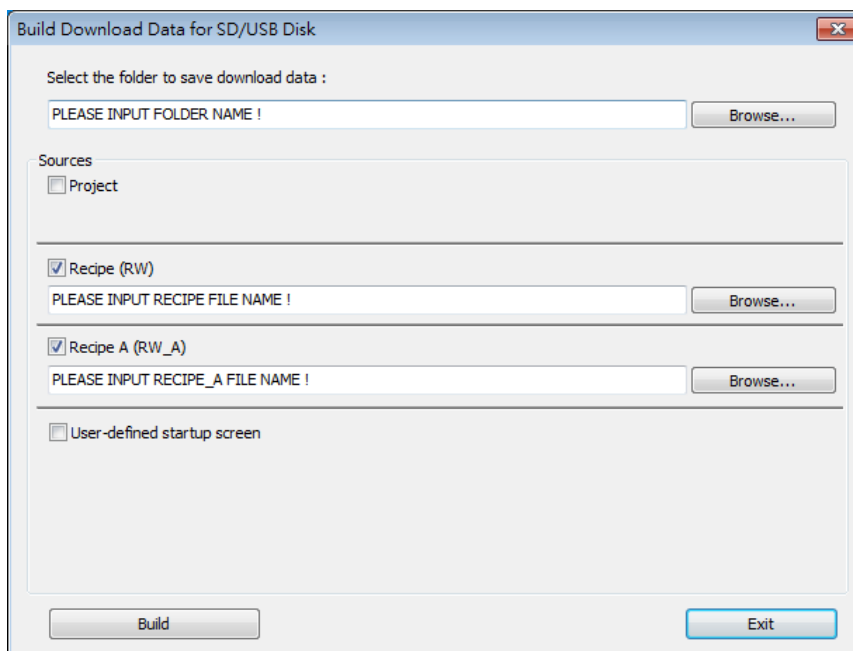 Build Download Data for SD/USB Disk
Select the folder to save download data :
PLEASE INPUT FOLDER NAME !
Browse...
Sources
Project
Recipe (RW)
PLEASE INPUT RECIPE FILE NAME !
Browse...
Recipe A (RW_A)
PLEASE INPUT RECIPE_A FILE NAME !
Browse...
User-defined startup screen
Build
Exit